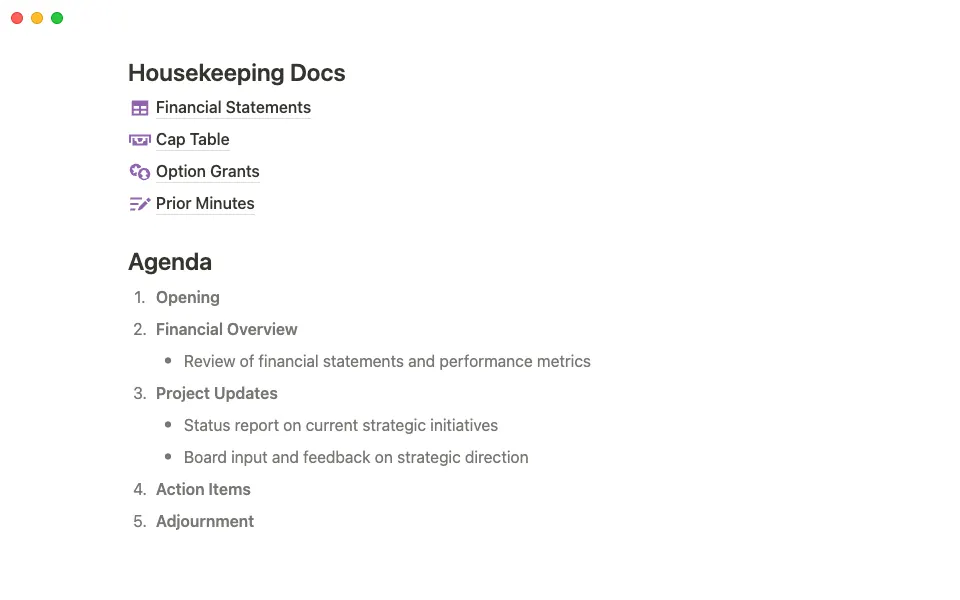 Housekeeping Docs
Financial Statements
Cap Table
Option Grants
Prior Minutes
Agenda
1. Opening
2. Financial Overview
• Review of financial statements and performance metrics
3. Project Updates
• Status report on current strategic initiatives
• Board input and feedback on strategic direction
4. Action Items
5. Adjournment